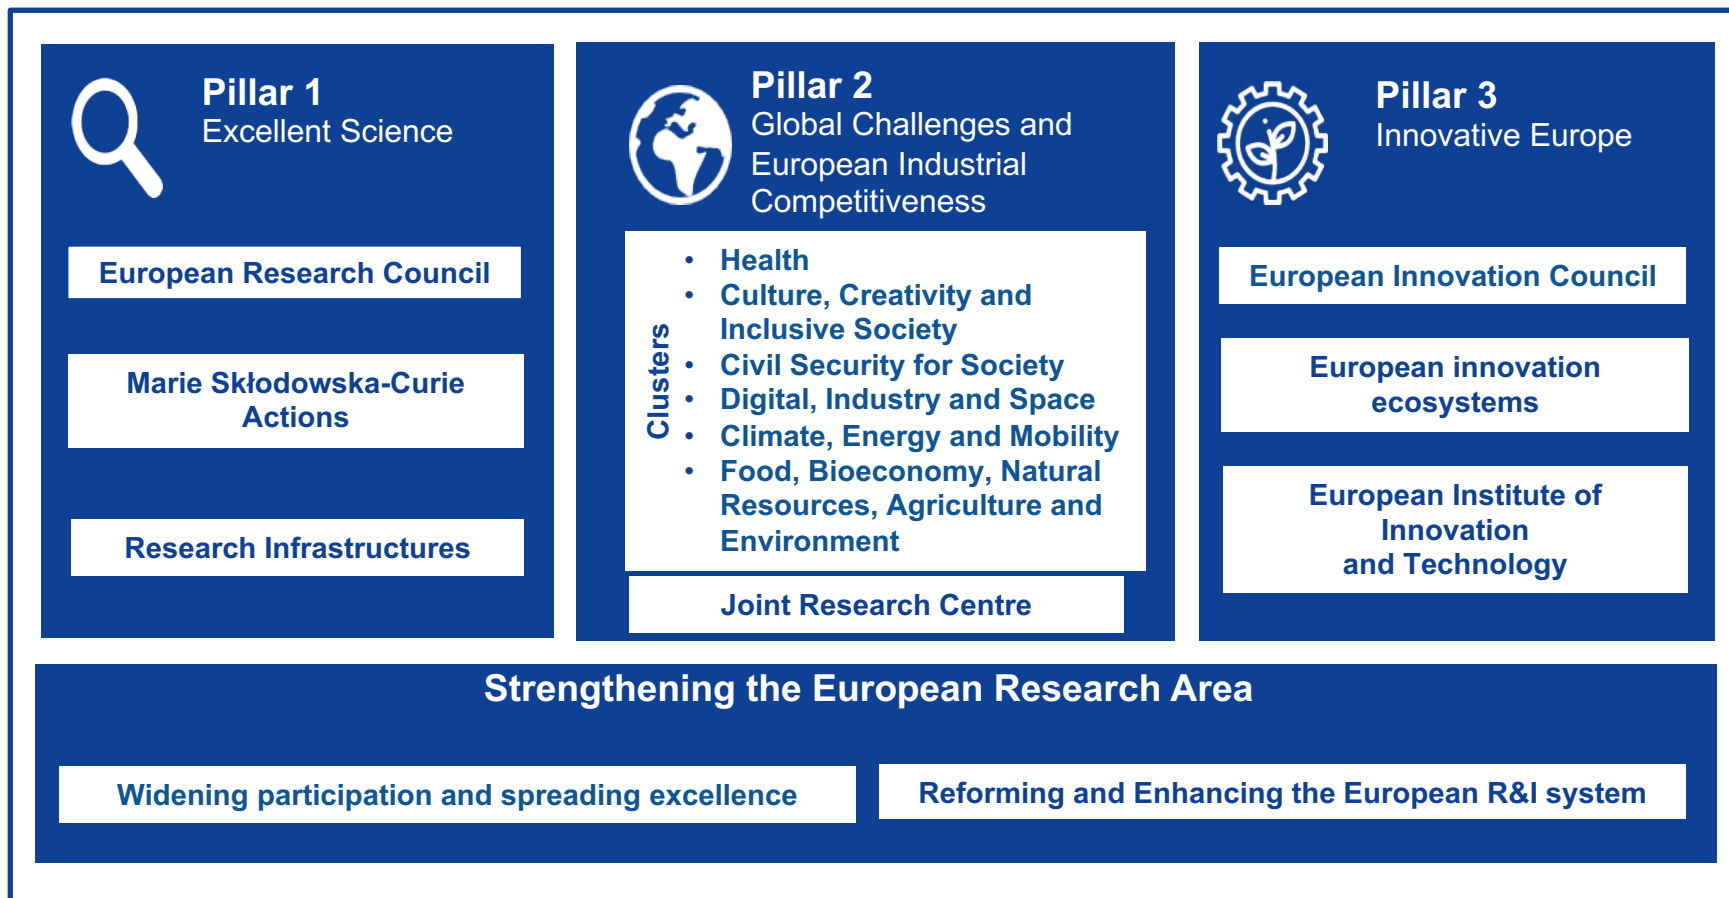 Pillar 1
Excellent Science
European Research Council
Marie Skłodowska-Curie
Actions
Research Infrastructures
Pillar 2
Global Challenges and
European Industrial
Competitiveness
Clusters
• Health
• Culture, Creativity and
Inclusive Society
• Civil Security for Society
• Digital, Industry and Space
• Climate, Energy and Mobility
• Food, Bioeconomy, Natural
Resources, Agriculture and
Environment
Joint Research Centre
Pillar 3
Innovative Europe
European Innovation Council
European innovation
ecosystems
European Institute of
Innovation
and Technology
Strengthening the European Research Area
Widening participation and spreading excellence
Reforming and Enhancing the European R&I system